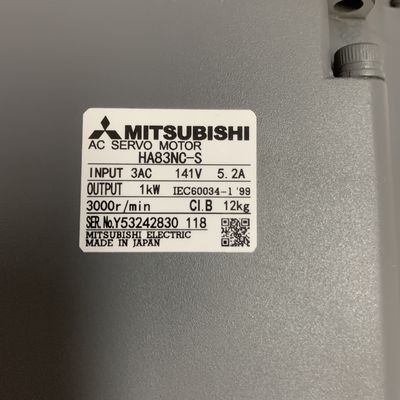 MITSUBISHI
AC SERVO MOTOR
HA83NC-S
INPUT 3AC 141V 5.2A
OUTPUT 1kW IEC60034-1 '99
3000r/min Cl.B 12kg
SER.No.Y53242830 118
MITSUBISHI ELECTRIC
MADE IN JAPAN